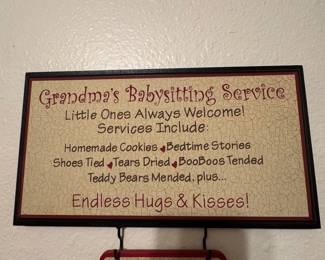 Grandma's Babysitting Service
Little Ones Always Welcome!
Services Include:
Homemade Cookies Bedtime Stories
Shoes Tied Tears Dried BooBoos Tended
Teddy Bears Mended, plus...
Endless Hugs & Kisses!